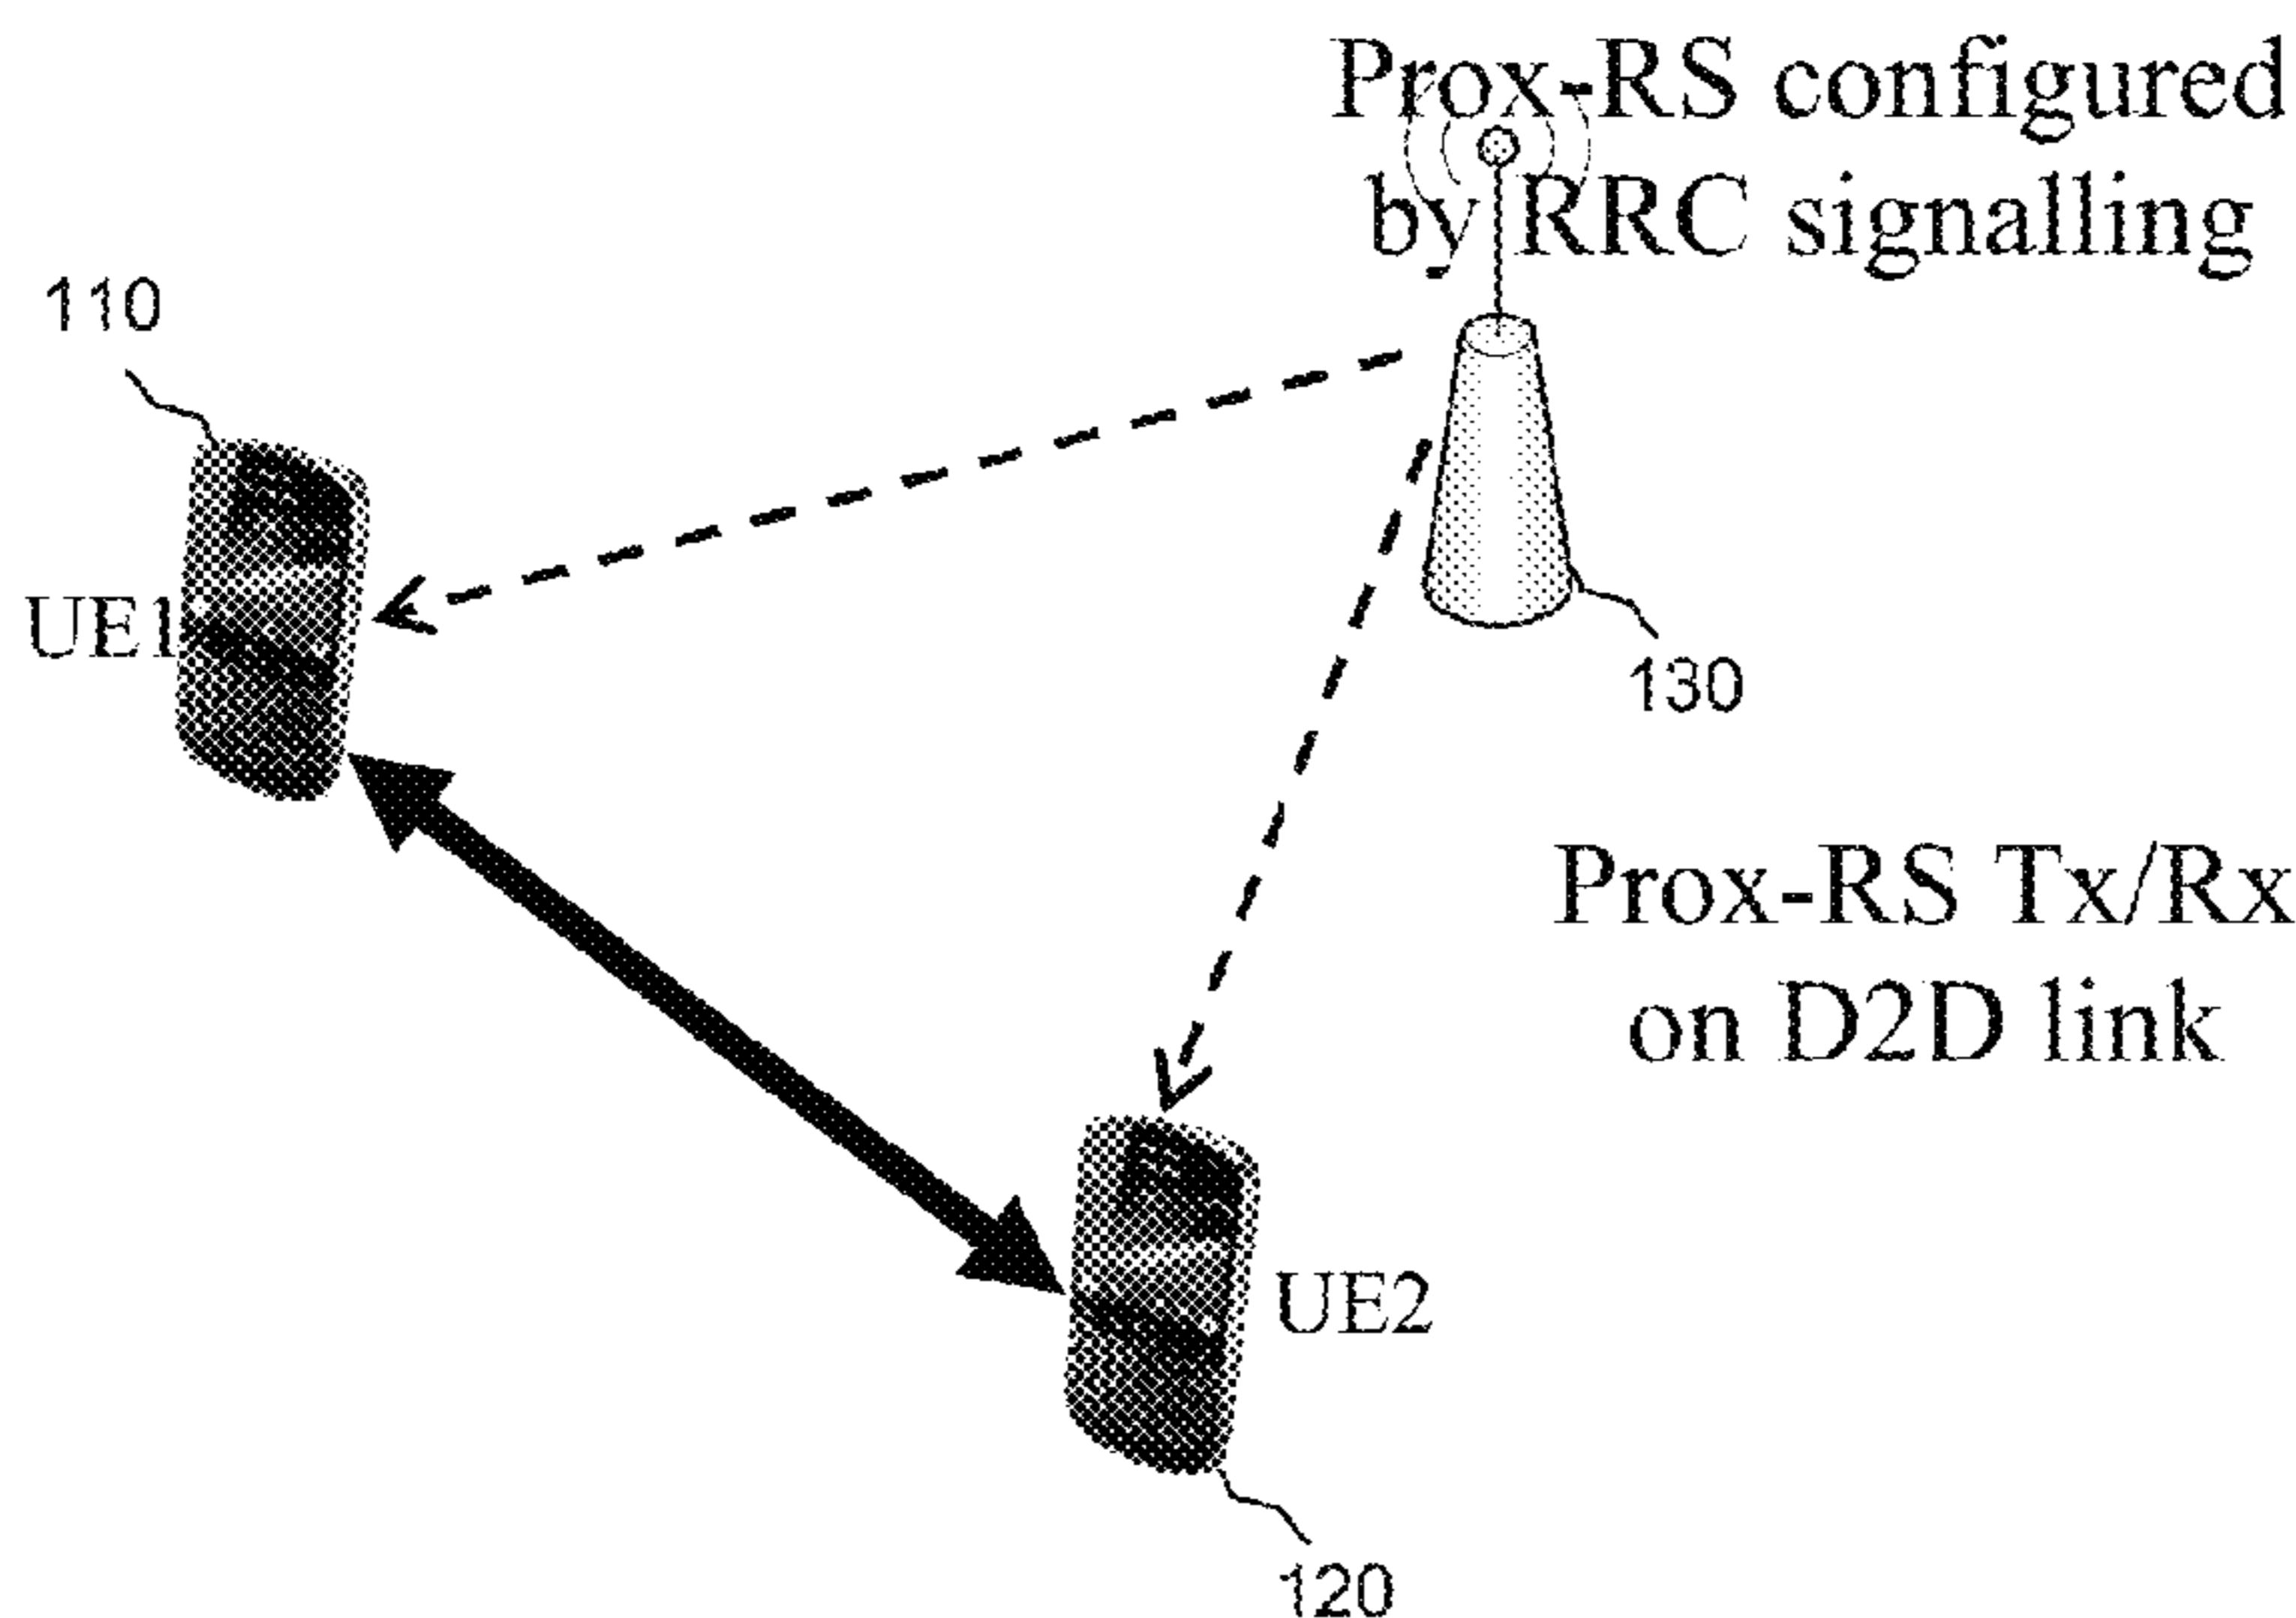 Prox-RS configured
by RRC signalling
110
UE1
130
Prox-RS Tx/Rx
on D2D link
UE2
120